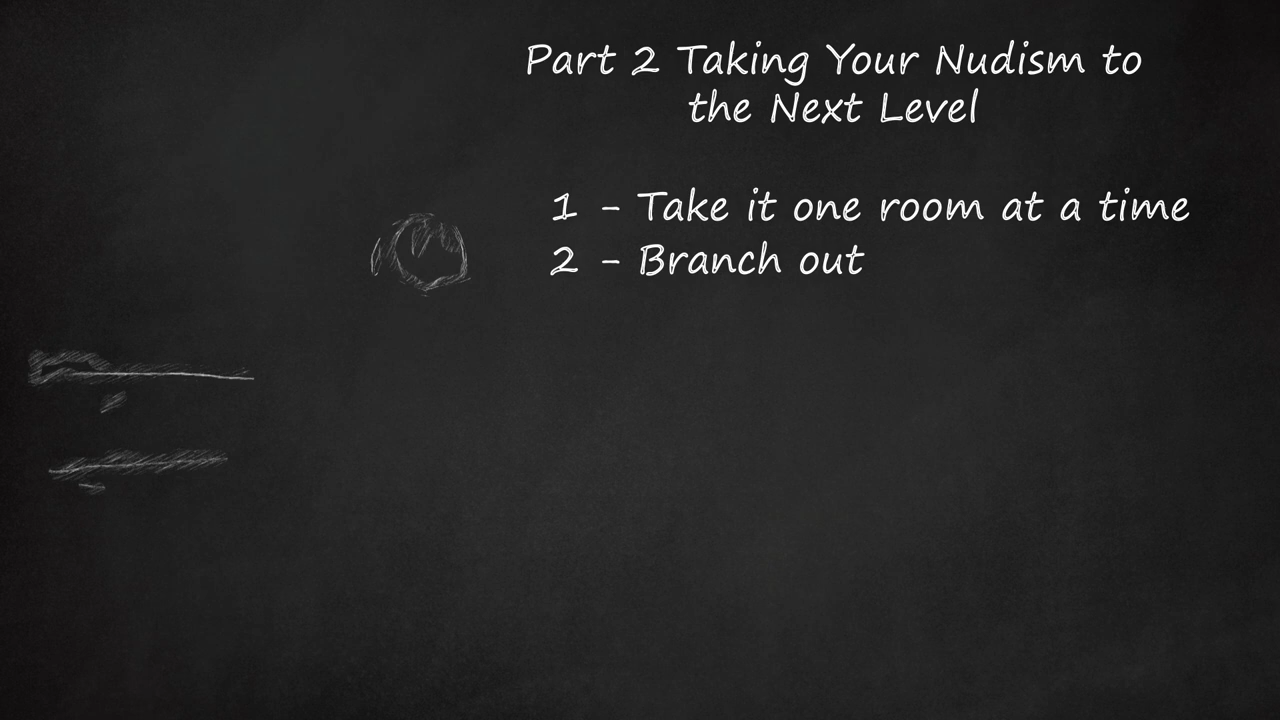 Part 2 Taking Your Nudism to
the Next Level
1 - Take it one room at a time
2 - Branch out